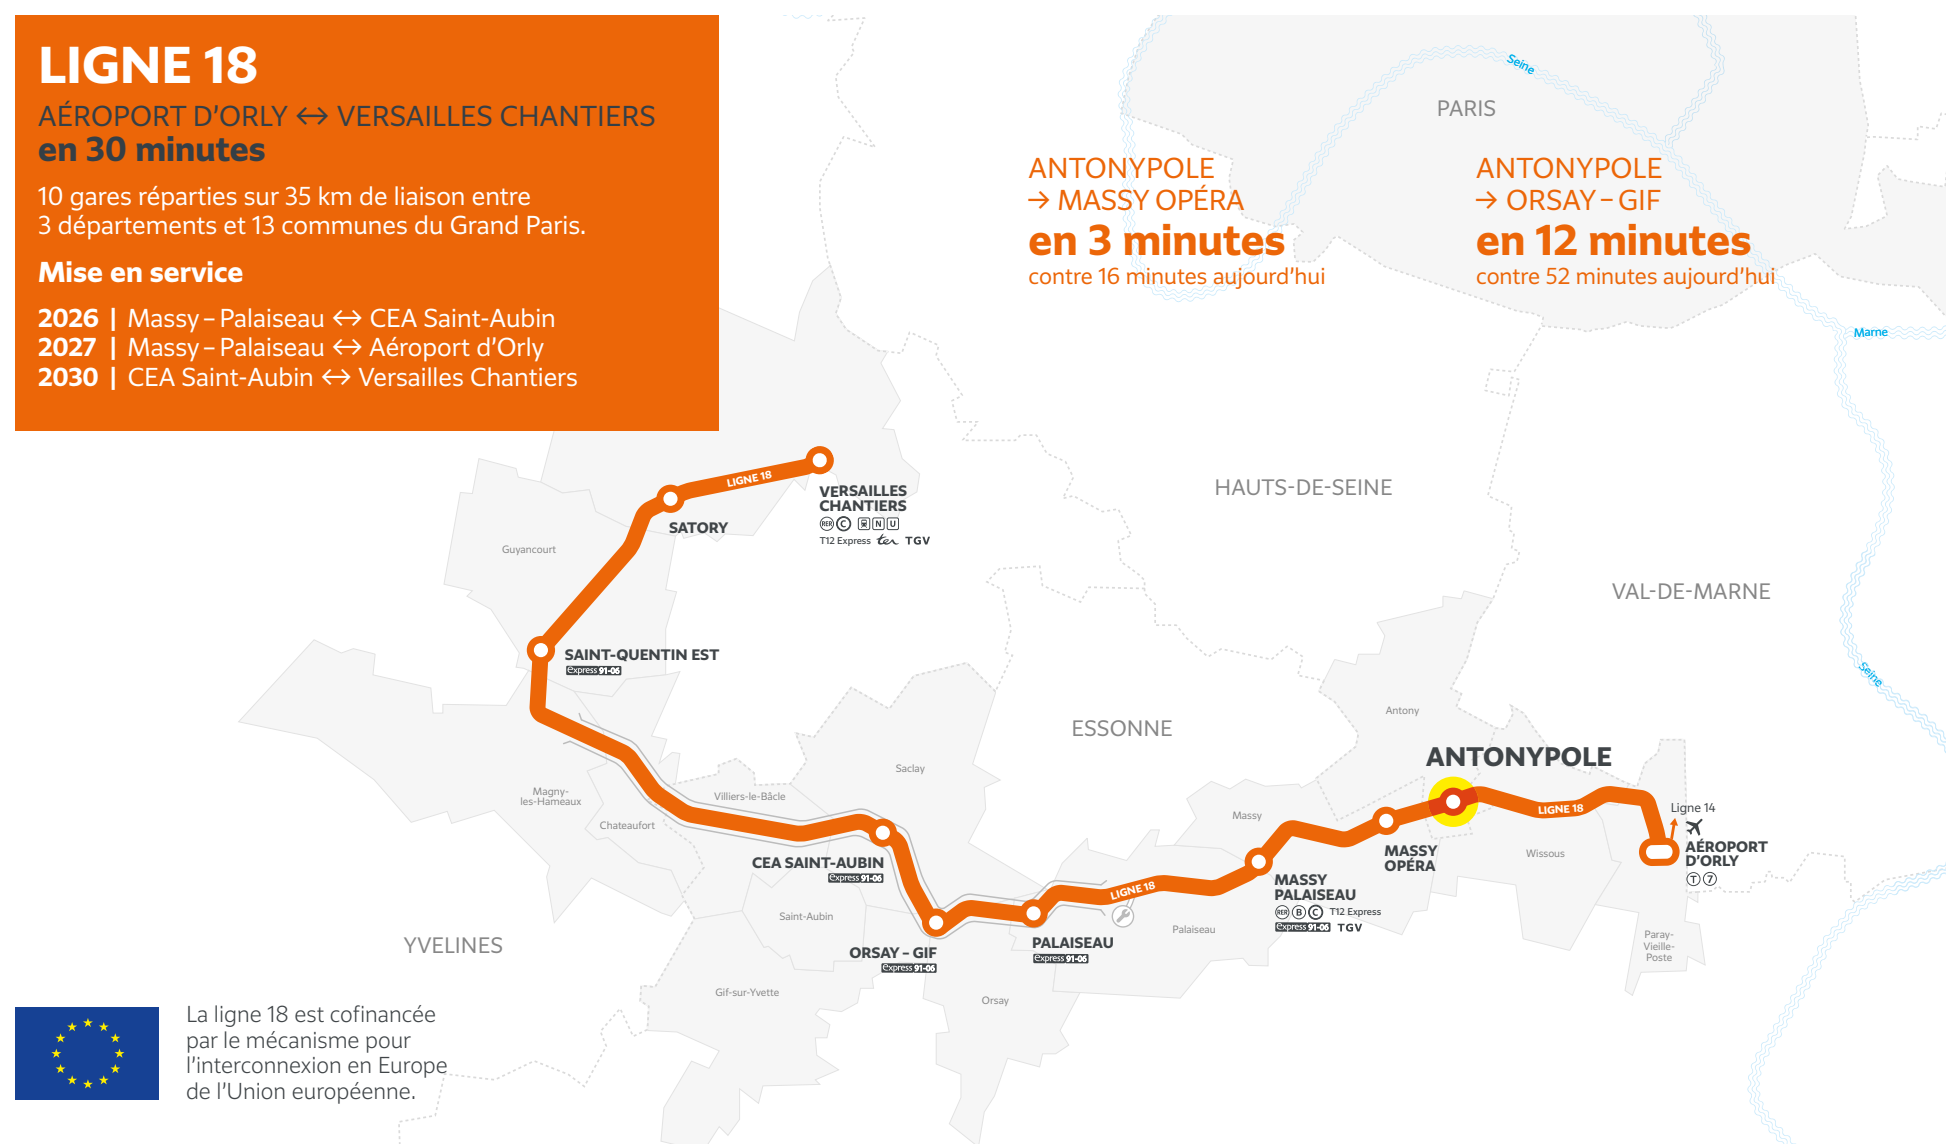 LIGNE 18
AÉROPORT D'ORLY ↔ VERSAILLES CHANTIERS
en 30 minutes
10 gares réparties sur 35 km de liaison entre
3 départements et 13 communes du Grand Paris.
Mise en service
2026 | Massy – Palaiseau ↔ CEA Saint-Aubin
2027 | Massy – Palaiseau ↔ Aéroport d'Orly
2030 | CEA Saint-Aubin ↔ Versailles Chantiers
Seine
PARIS
ANTONYPOLE
→ MASSY OPÉRA
en 3 minutes
contre 16 minutes aujourd'hui
ANTONYPOLE
→ ORSAY – GIF
en 12 minutes
contre 52 minutes aujourd'hui
Marne
LIGNE 18
VERSAILLES
CHANTIERS
RER C N U
T12 Express ter TGV
SATORY
Guyancourt
HAUTS-DE-SEINE
VAL-DE-MARNE
SAINT-QUENTIN EST
express 91-06
Seine
ESSONNE
Antony
ANTONYPOLE
Saclay
Magny-
les-Hameaux
Villiers-le-Bâcle
Chateaufort
Massy
LIGNE 18
Ligne 14
AÉROPORT
D'ORLY
T 7
MASSY
OPÉRA
Wissous
CEA SAINT-AUBIN
express 91-06
LIGNE 18
MASSY
PALAISEAU
RER B C T12 Express
express 91-06 TGV
Saint-Aubin
Palaiseau
Paray-
Vieille-
Poste
YVELINES
ORSAY – GIF
express 91-06
PALAISEAU
express 91-06
Gif-sur-Yvette
Orsay
La ligne 18 est cofinancée
par le mécanisme pour
l'interconnexion en Europe
de l'Union européenne.